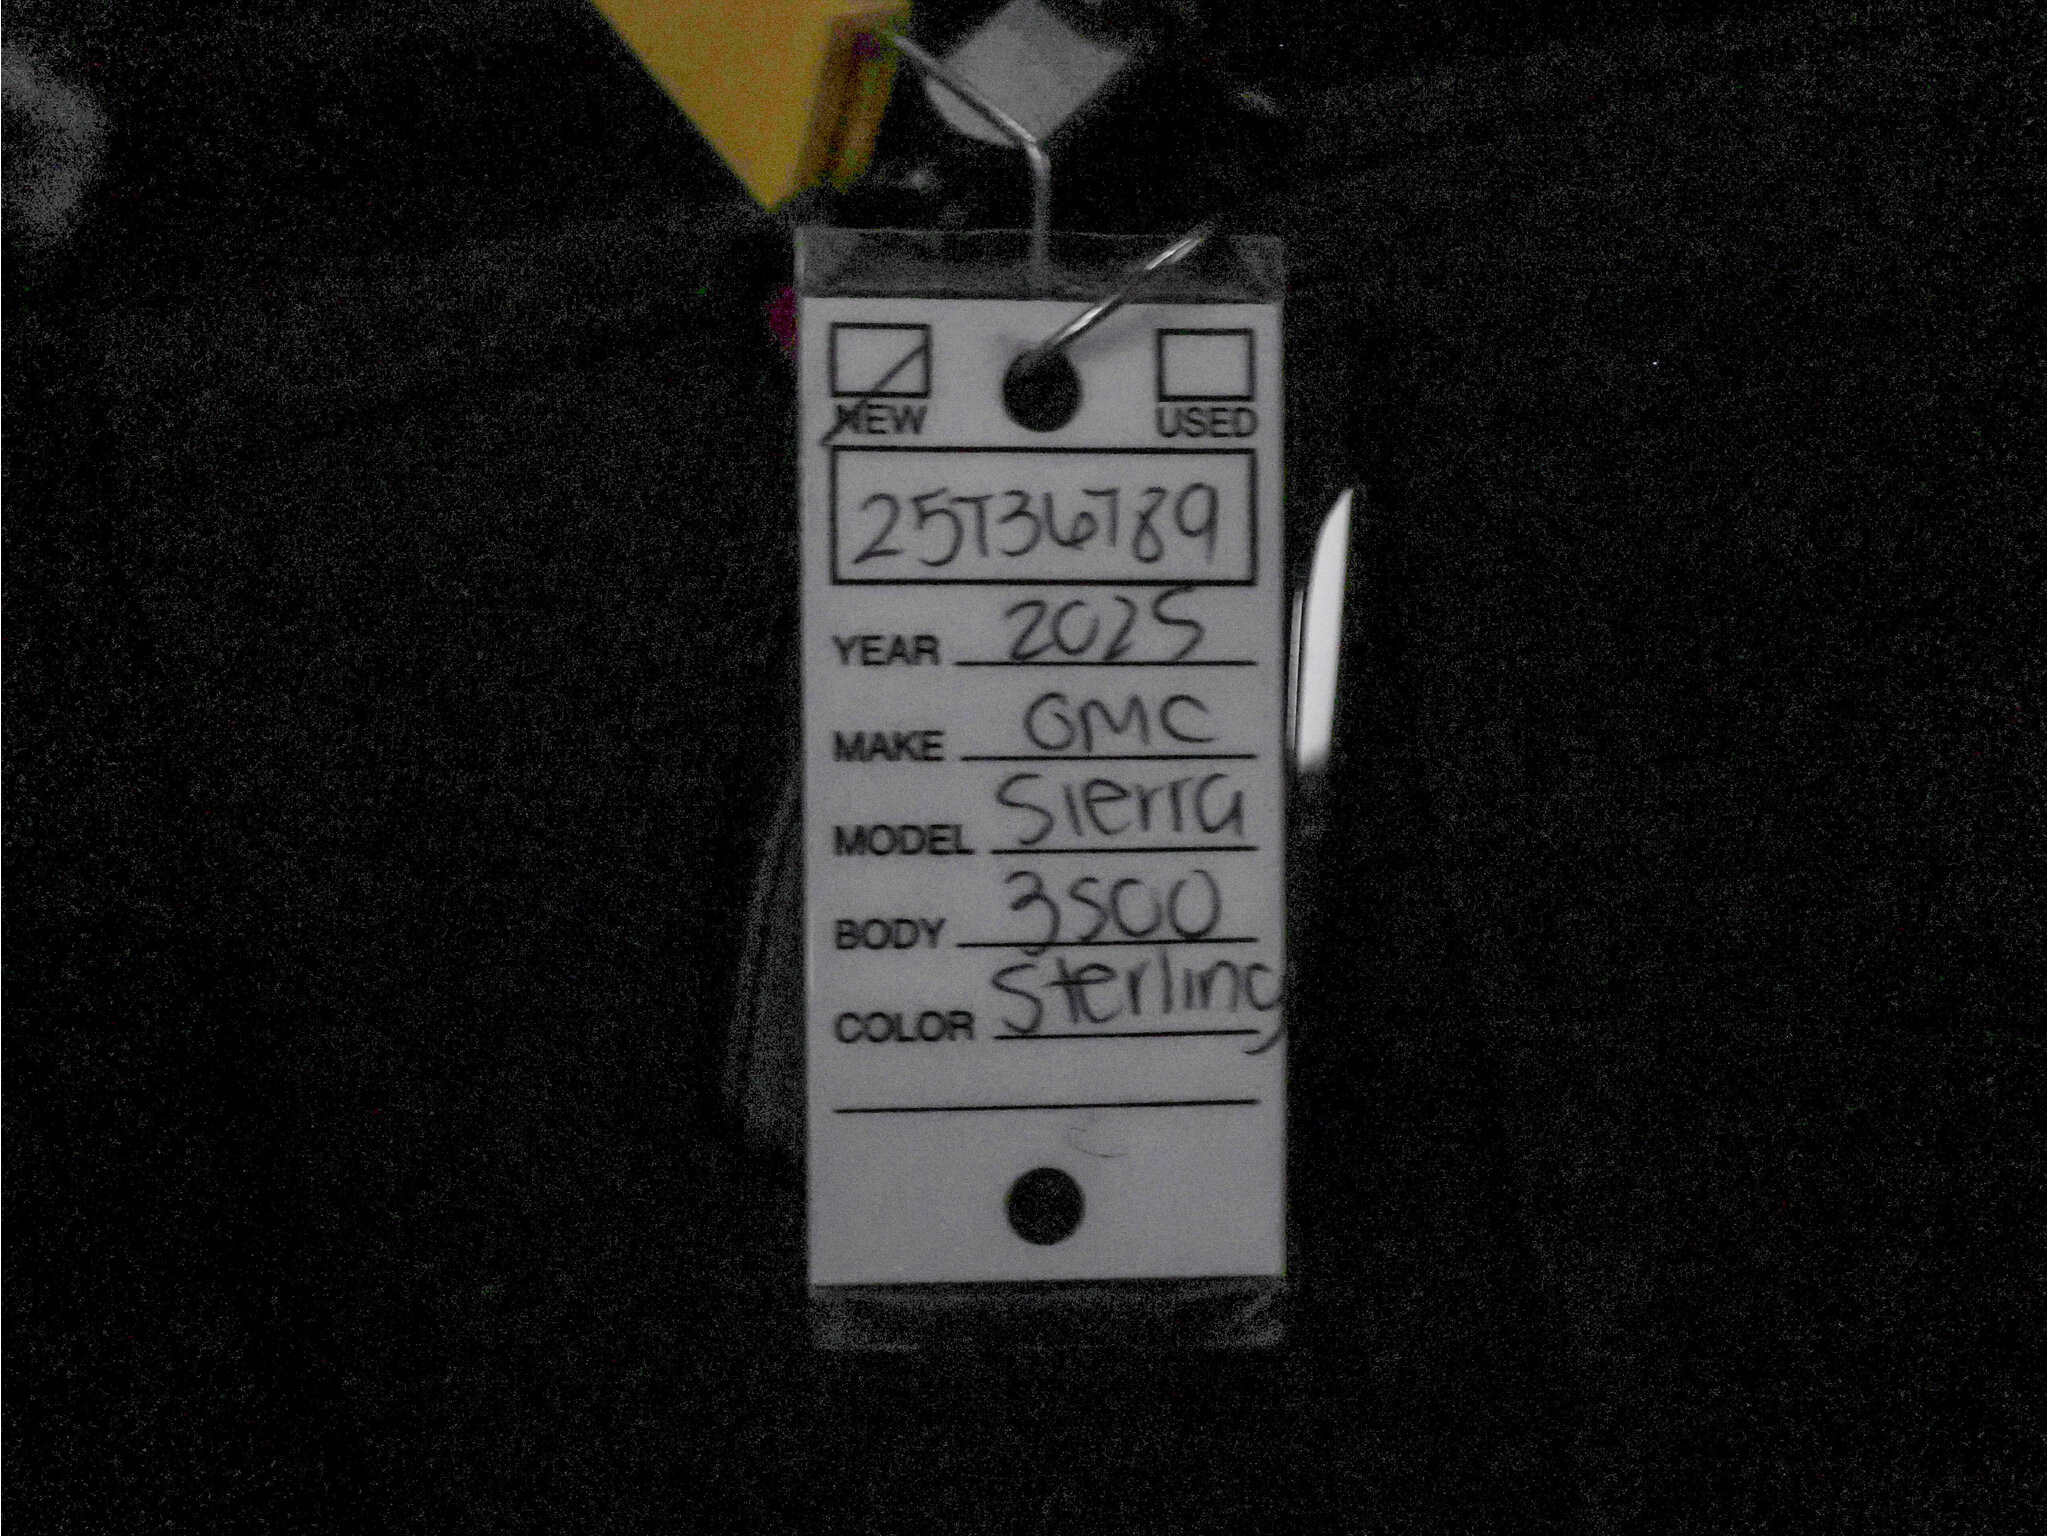 NEW USED
25T36789
YEAR 2025
MAKE GMC
MODEL Sierra
BODY 3500
COLOR Sterling